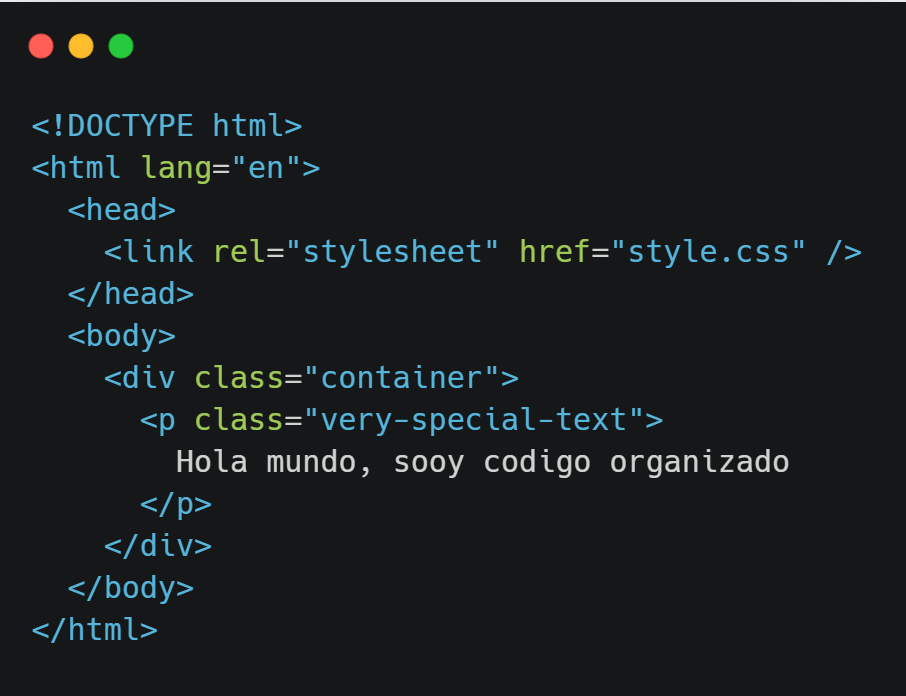 <!DOCTYPE html>
<html lang="en">
  <head>
    <link rel="stylesheet" href="style.css" />
  </head>
  <body>
    <div class="container">
      <p class="very-special-text">
        Hola mundo, sooy codigo organizado
      </p>
    </div>
  </body>
</html>